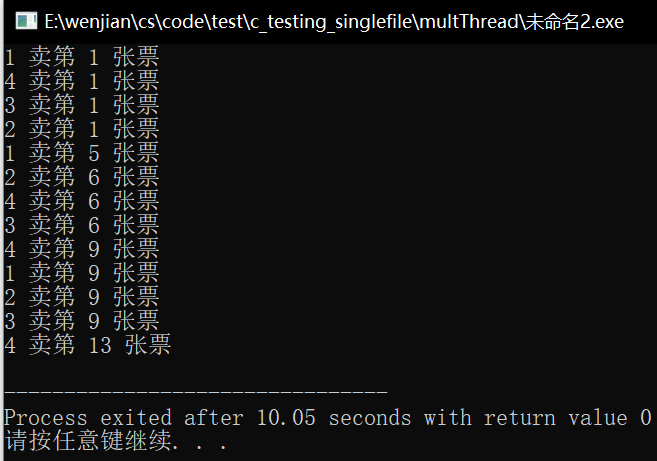 E:\wenjian\cs\code\test\c_testing_singlefile\multThread\未命名2.exe
1 卖第 1 张票
4 卖第 1 张票
3 卖第 1 张票
2 卖第 1 张票
1 卖第 5 张票
2 卖第 6 张票
4 卖第 6 张票
3 卖第 6 张票
4 卖第 9 张票
1 卖第 9 张票
2 卖第 9 张票
3 卖第 9 张票
4 卖第 13 张票
--------------------------------
Process exited after 10.05 seconds with return value 0
请按任意键继续. . .